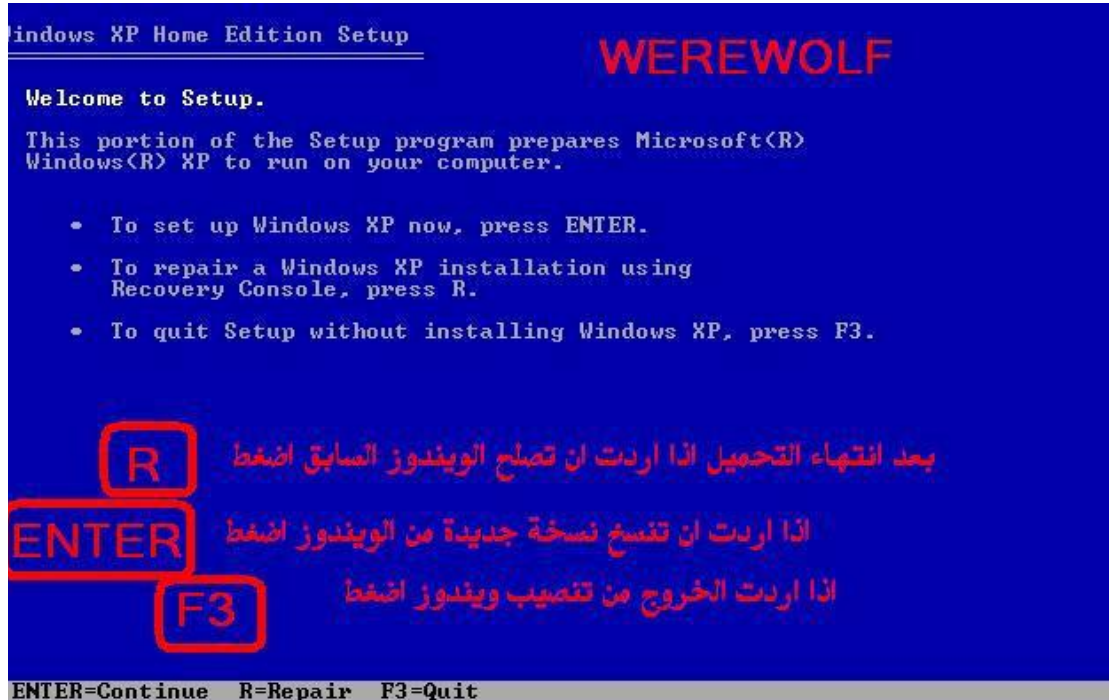 indows XP Home Edition Setup
WEREWOLF
Welcome to Setup.
This portion of the Setup program prepares Microsoft(R)
Windows(R) XP to run on your computer.
• To set up Windows XP now, press ENTER.
• To repair a Windows XP installation using
Recovery Console, press R.
• To quit Setup without installing Windows XP, press F3.
بعد انتهاء التحميل اذا اردت ان تصلح الويندوز السابق اضغط R
اذا اردت ان تنسخ نسخة جديدة من الويندوز اضغط ENTER
اذا اردت الخروج من تنصيب ويندوز اضغط F3
ENTER=Continue R=Repair F3=Quit